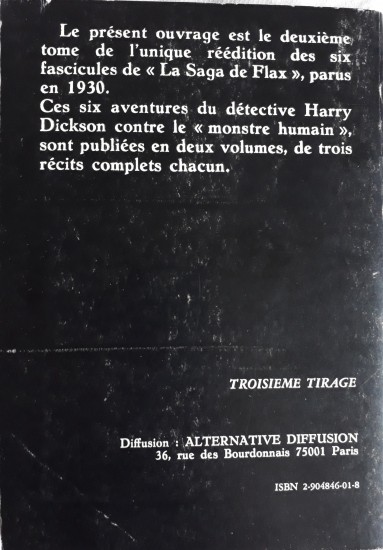 Le présent ouvrage est le deuxième
tome de l'unique réédition des six
fascicules de « La Saga de Flax », parus
en 1930.
Ces six aventures du détective Harry
Dickson contre le « monstre humain »,
sont publiées en deux volumes, de trois
récits complets chacun.
TROISIEME TIRAGE
Diffusion : ALTERNATIVE DIFFUSION
36, rue des Bourdonnais 75001 Paris
ISBN 2-904846-01-8